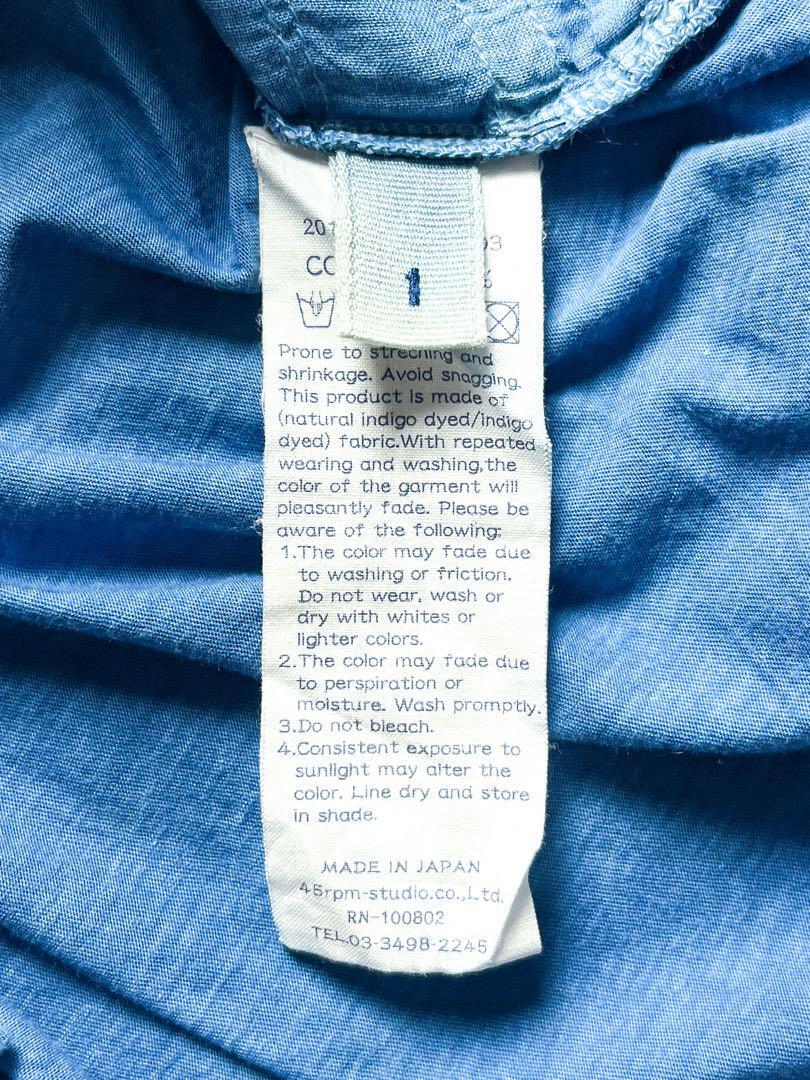 201
03
1
CC
%
Prone to streching and
shrinkage. Avoid snagging.
This product is made of
(natural indigo dyed/indigo
dyed) fabric.With repeated
wearing and washing,the
color of the garment will
pleasantly fade. Please be
aware of the following:
1.The color may fade due
to washing or friction.
Do not wear, wash or
dry with whites or
lighter colors.
2.The color may fade due
to perspiration or
moisture. Wash promptly.
3.Do not bleach.
4.Consistent exposure to
sunlight may alter the
color. Line dry and store
in shade.
MADE IN JAPAN
45rpm-studio.co.,Ltd.
RN-100802
TEL.03-3498-2245